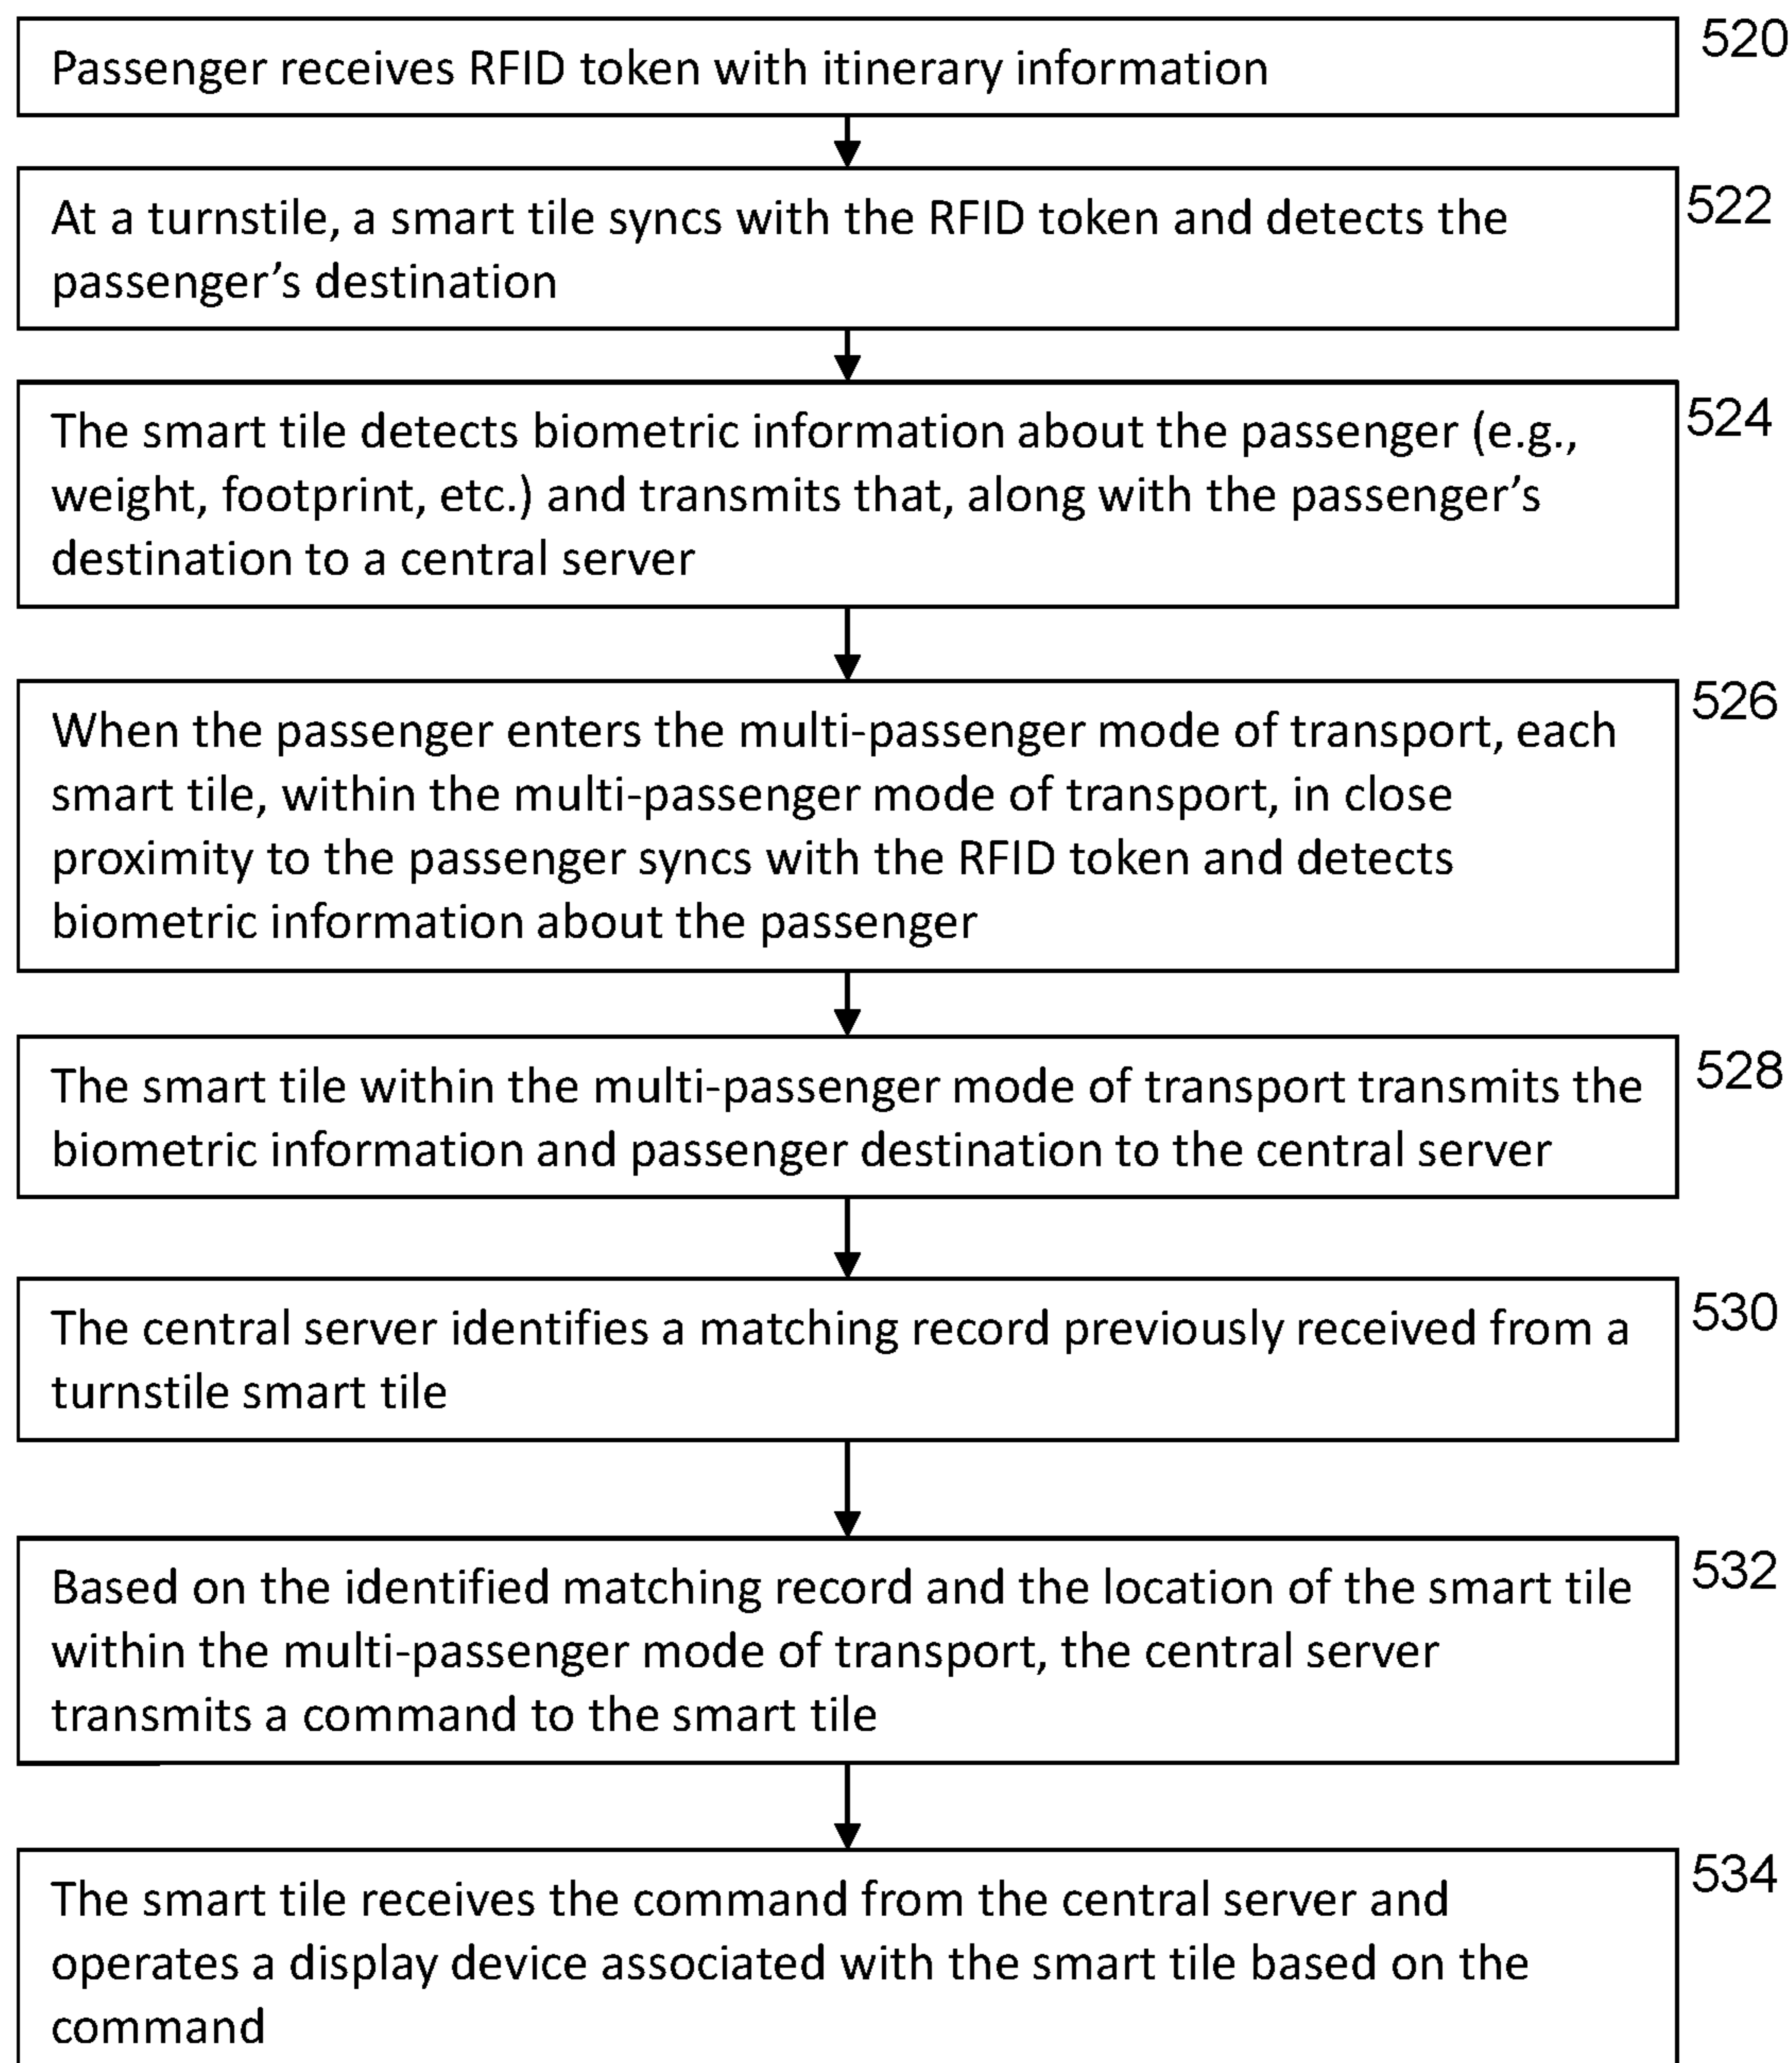 Passenger receives RFID token with itinerary information
520
At a turnstile, a smart tile syncs with the RFID token and detects the
passenger's destination
522
The smart tile detects biometric information about the passenger (e.g.,
weight, footprint, etc.) and transmits that, along with the passenger's
destination to a central server
524
When the passenger enters the multi-passenger mode of transport, each
smart tile, within the multi-passenger mode of transport, in close
proximity to the passenger syncs with the RFID token and detects
biometric information about the passenger
526
The smart tile within the multi-passenger mode of transport transmits the
biometric information and passenger destination to the central server
528
The central server identifies a matching record previously received from a
turnstile smart tile
530
Based on the identified matching record and the location of the smart tile
within the multi-passenger mode of transport, the central server
transmits a command to the smart tile
532
The smart tile receives the command from the central server and
operates a display device associated with the smart tile based on the
command
534